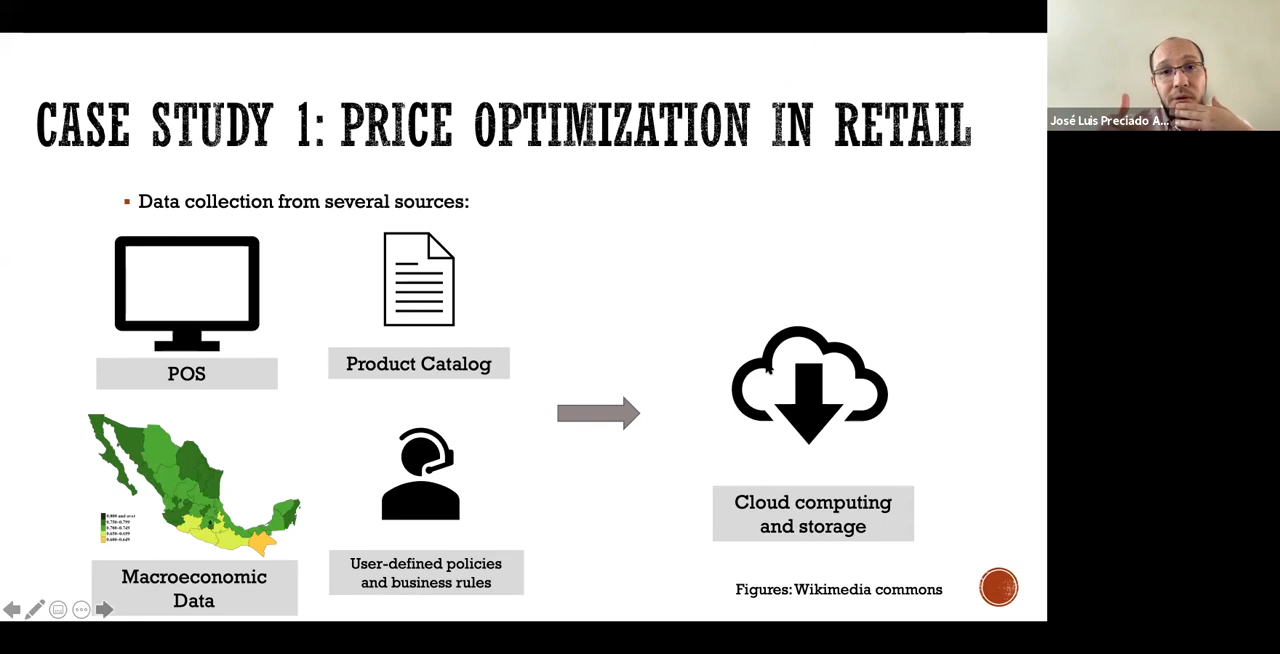 CASE STUDY 1: PRICE OPTIMIZATION IN RETAIL
▪ Data collection from several sources:
POS
Product Catalog
Macroeconomic
Data
User-defined policies
and business rules
Cloud computing
and storage
Figures: Wikimedia commons
José Luis Preciado A...